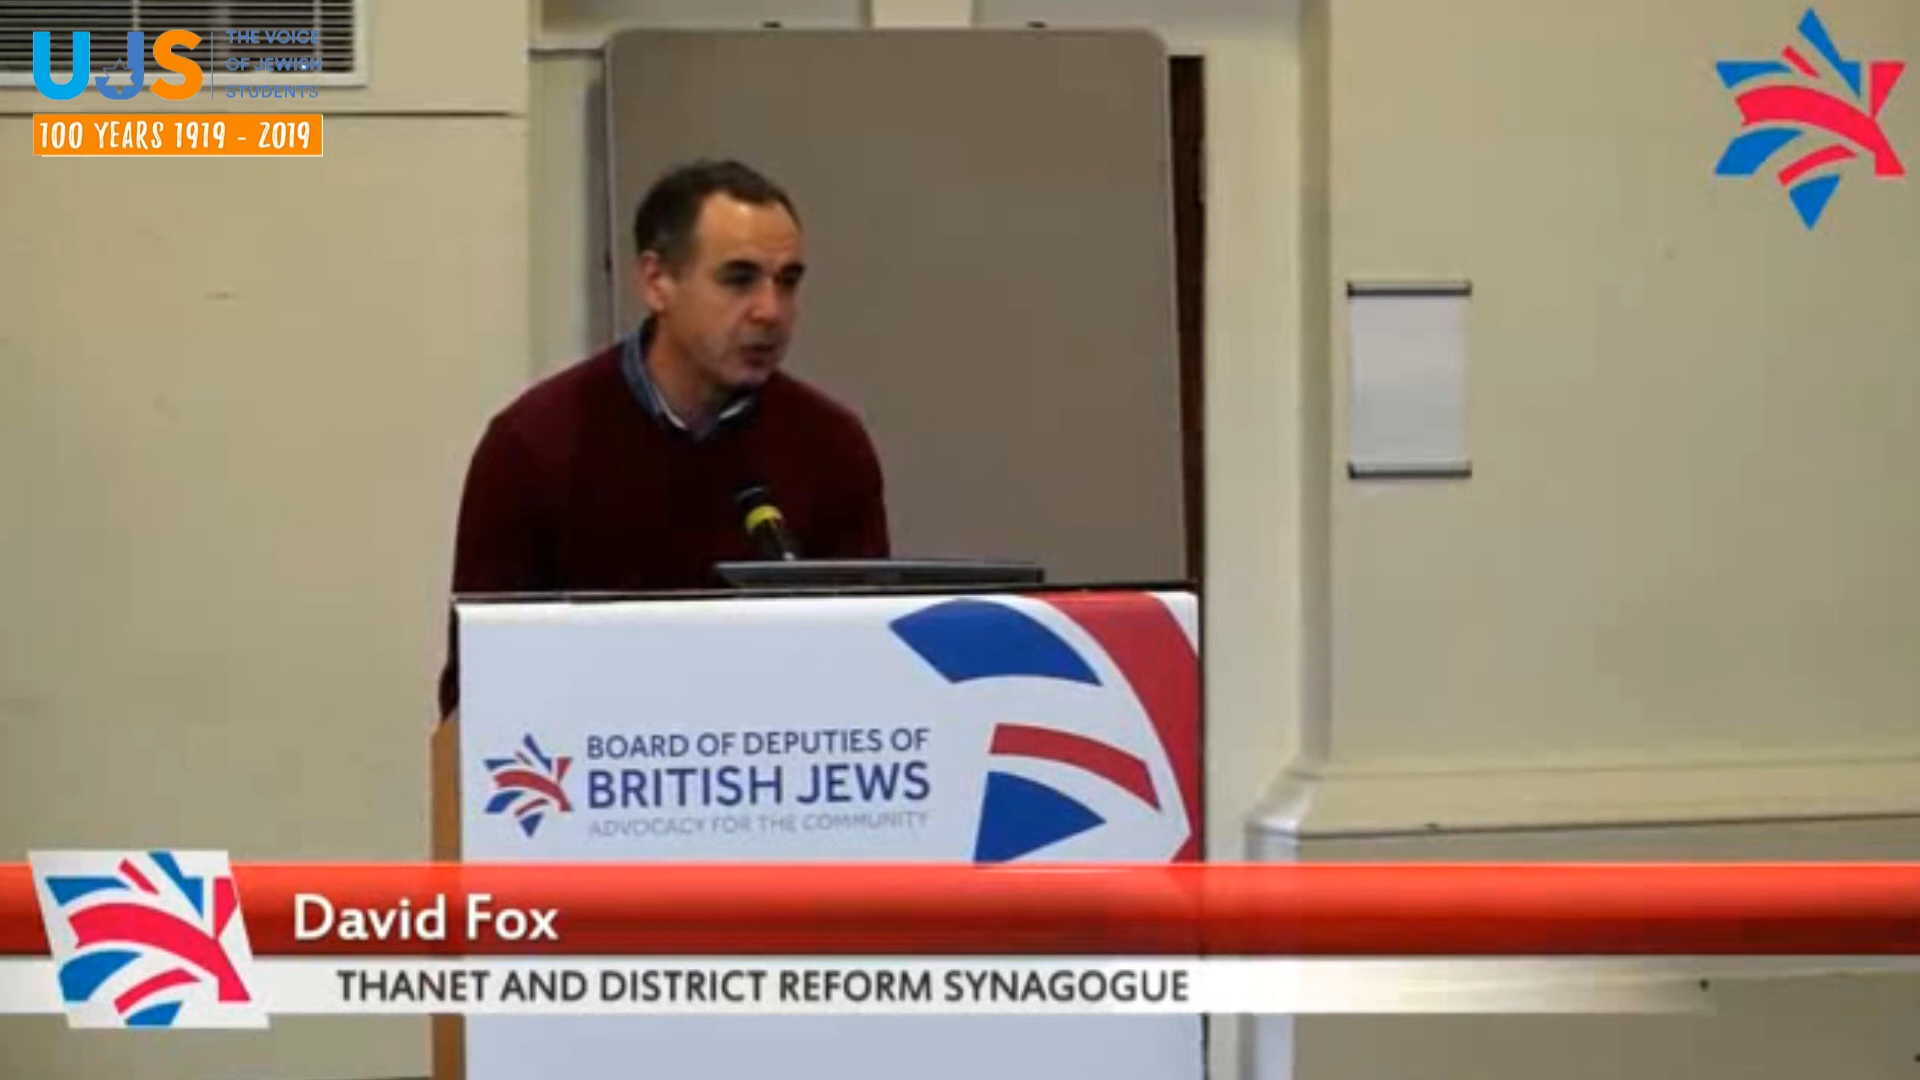 UJS
THE VOICE
OF JEWISH
STUDENTS
100 YEARS 1919 - 2019
BOARD OF DEPUTIES OF
BRITISH JEWS
ADVOCACY FOR THE COMMUNITY
David Fox
THANET AND DISTRICT REFORM SYNAGOGUE